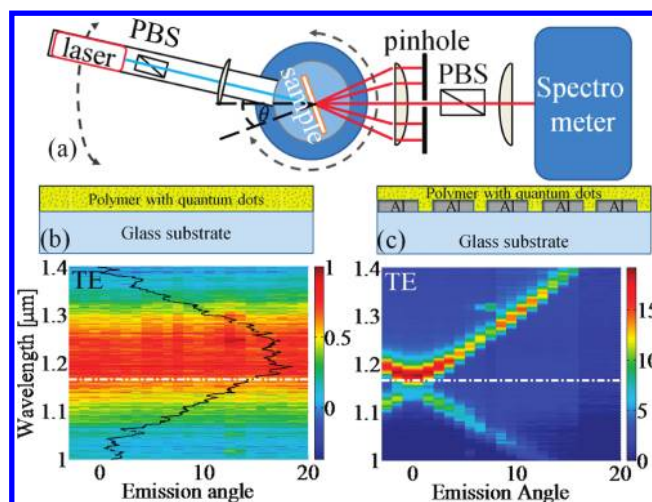 laser
PBS
sample
θ
pinhole
PBS
Spectro
meter
(a)
Polymer with quantum dots
(b)
Glass substrate
Polymer with quantum dots
Al Al Al Al Al
(c)
Glass substrate
TE
1.4
1.3
1.2
1.1
1
Wavelength [μm]
0 10 20
Emission angle
1
0.5
0
TE
1.4
1.3
1.2
1.1
1
0 10 20
Emission Angle
15
10
5
0